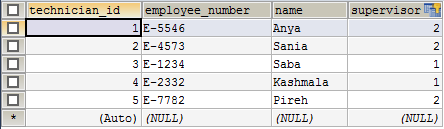 technician_id employee_number name supervisor
1 E-5546 Anya 2
2 E-4573 Sania 2
3 E-1234 Saba 1
4 E-2332 Kashmala 1
5 E-7782 Pireh 2
* (Auto) (NULL) (NULL) (NULL)